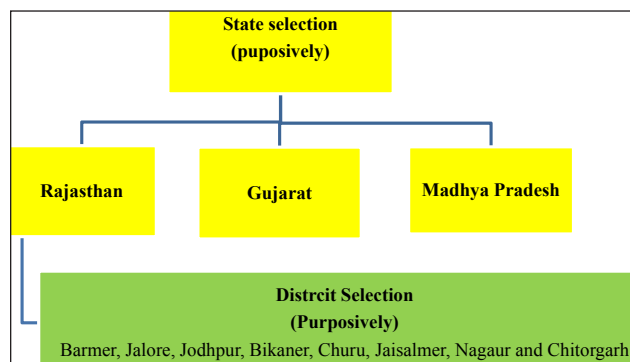 State selection
(puposively)
Rajasthan
Gujarat
Madhya Pradesh
Distrcit Selection
(Purposively)
Barmer, Jalore, Jodhpur, Bikaner, Churu, Jaisalmer, Nagaur and Chitorgarh